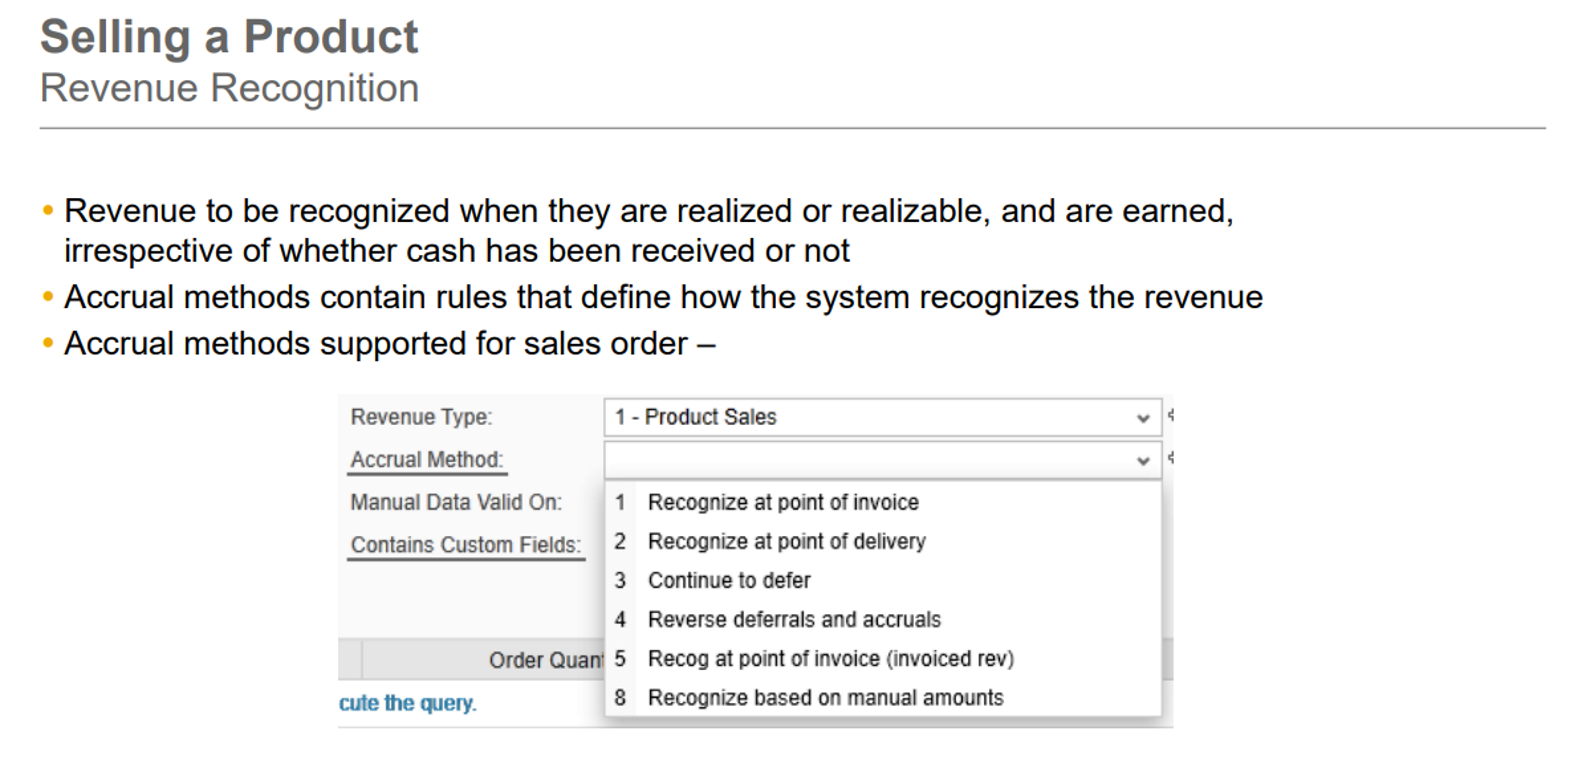 Selling a Product
Revenue Recognition
• Revenue to be recognized when they are realized or realizable, and are earned,
irrespective of whether cash has been received or not
• Accrual methods contain rules that define how the system recognizes the revenue
• Accrual methods supported for sales order –
Revenue Type: 1 - Product Sales
Accrual Method:
Manual Data Valid On:
Contains Custom Fields:
1 Recognize at point of invoice
2 Recognize at point of delivery
3 Continue to defer
4 Reverse deferrals and accruals
5 Recog at point of invoice (invoiced rev)
8 Recognize based on manual amounts
Order Quant
cute the query.